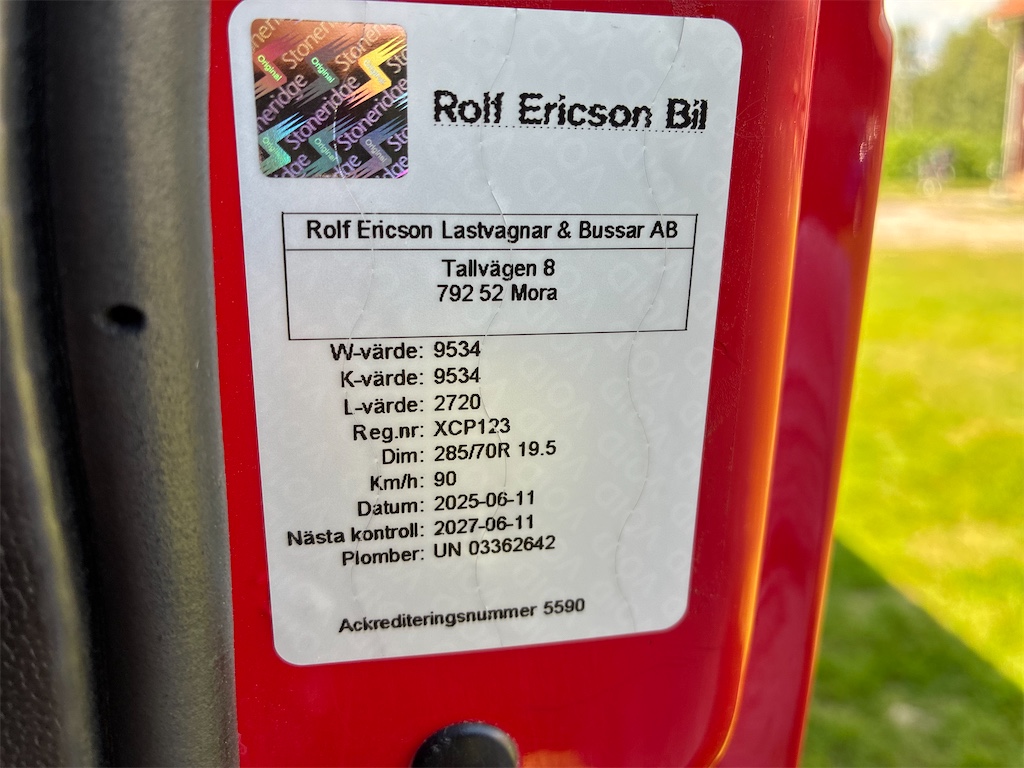 Stoneridge
Original
Rolf Ericson Bil
Rolf Ericson Lastvagnar & Bussar AB
Tallvägen 8
792 52 Mora
W-värde: 9534
K-värde: 9534
L-värde: 2720
Reg.nr: XCP123
Dim: 285/70R 19.5
Km/h: 90
Datum: 2025-06-11
Nästa kontroll: 2027-06-11
Plomber: UN 03362642
Ackrediteringsnummer 5590